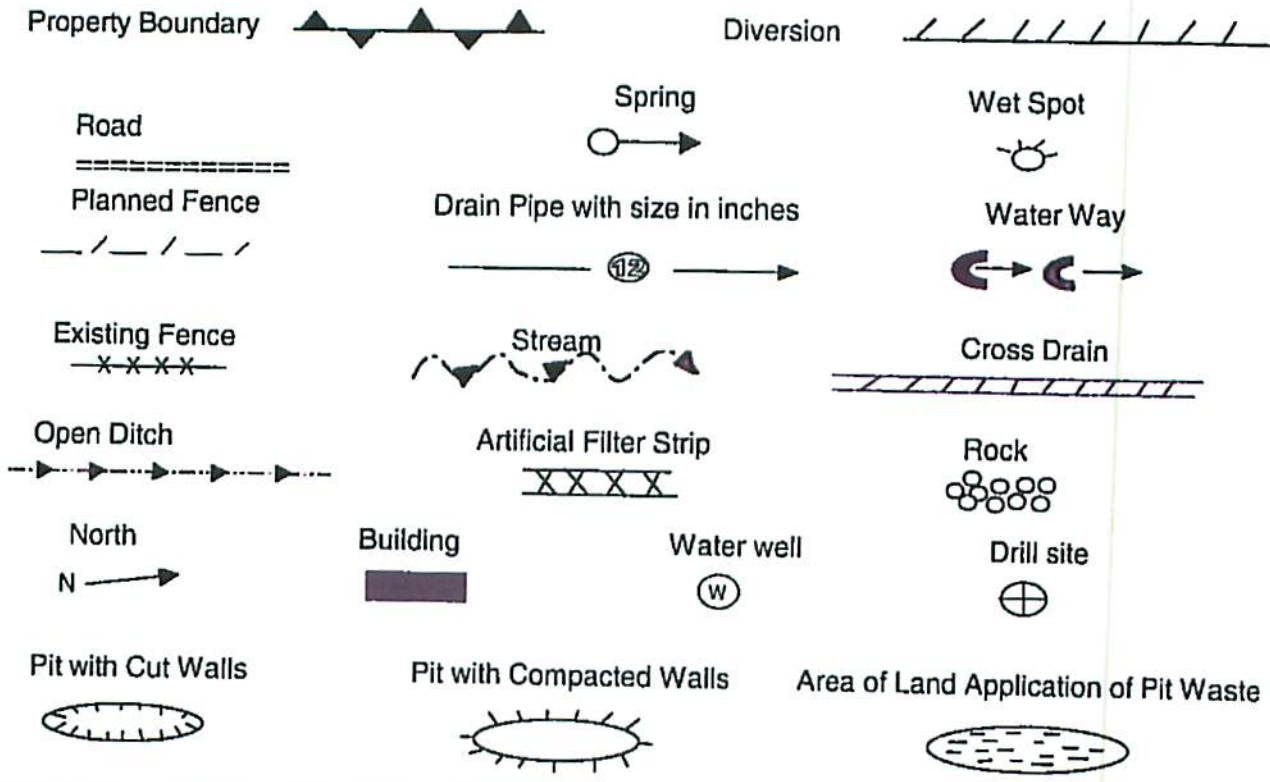 Property Boundary
Diversion
Road
Spring
Wet Spot
Planned Fence
Drain Pipe with size in inches
12
Water Way
Existing Fence
Stream
Cross Drain
Open Ditch
Artificial Filter Strip
Rock
North
N
Building
Water well
W
Drill site
Pit with Cut Walls
Pit with Compacted Walls
Area of Land Application of Pit Waste